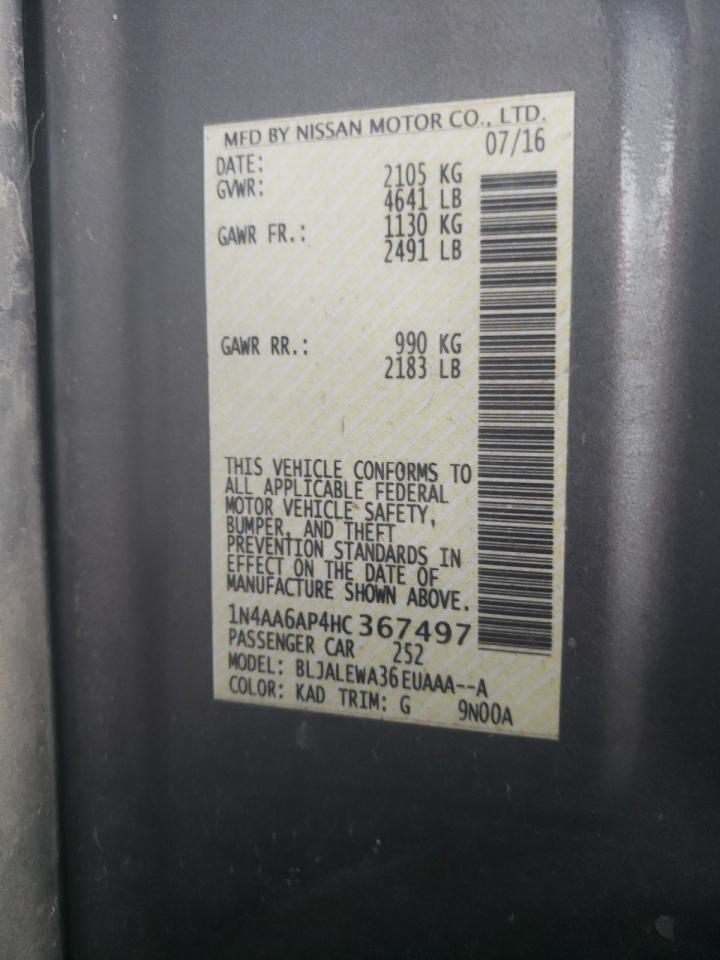 MFD BY NISSAN MOTOR CO., LTD.
DATE: 07/16
GVWR: 2105 KG
4641 LB
GAWR FR.: 1130 KG
2491 LB
GAWR RR.: 990 KG
2183 LB
THIS VEHICLE CONFORMS TO
ALL APPLICABLE FEDERAL
MOTOR VEHICLE SAFETY,
BUMPER, AND THEFT
PREVENTION STANDARDS IN
EFFECT ON THE DATE OF
MANUFACTURE SHOWN ABOVE.
1N4AA6AP4HC367497
PASSENGER CAR 252
MODEL: BLJALEWA36EUAAA--A
COLOR: KAD TRIM: G 9N00A